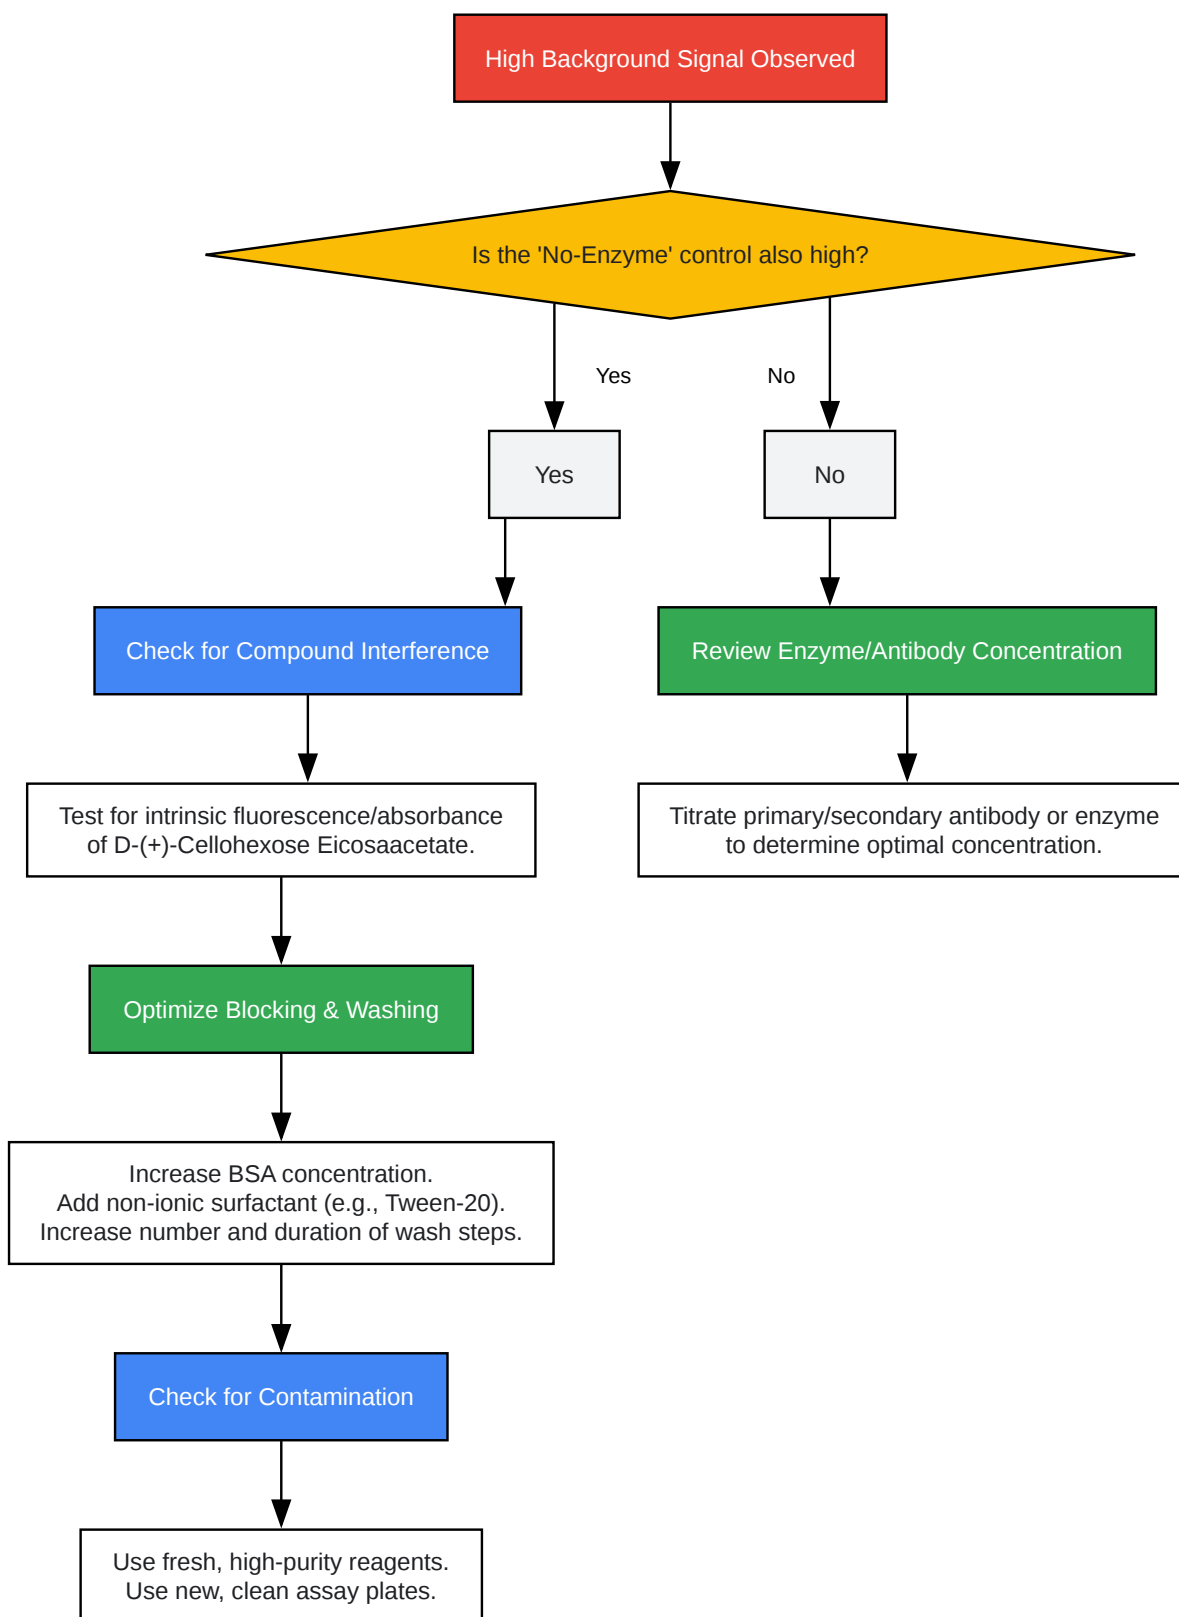 High Background Signal Observed
Is the 'No-Enzyme' control also high?
Yes
No
Yes
No
Check for Compound Interference
Review Enzyme/Antibody Concentration
Test for intrinsic fluorescence/absorbance
of D-(+)-Cellohexose Eicosaacetate.
Titrate primary/secondary antibody or enzyme
to determine optimal concentration.
Optimize Blocking & Washing
Increase BSA concentration.
Add non-ionic surfactant (e.g., Tween-20).
Increase number and duration of wash steps.
Check for Contamination
Use fresh, high-purity reagents.
Use new, clean assay plates.